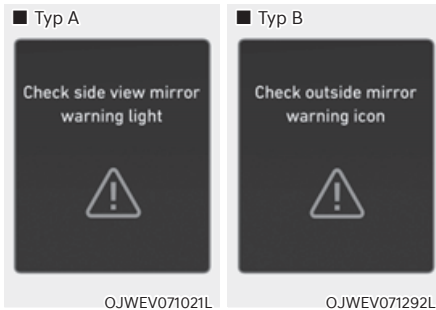 ■ Typ A
Check side view mirror
warning light
OJWEV071021L
■ Typ B
Check outside mirror
warning icon
OJWEV071292L